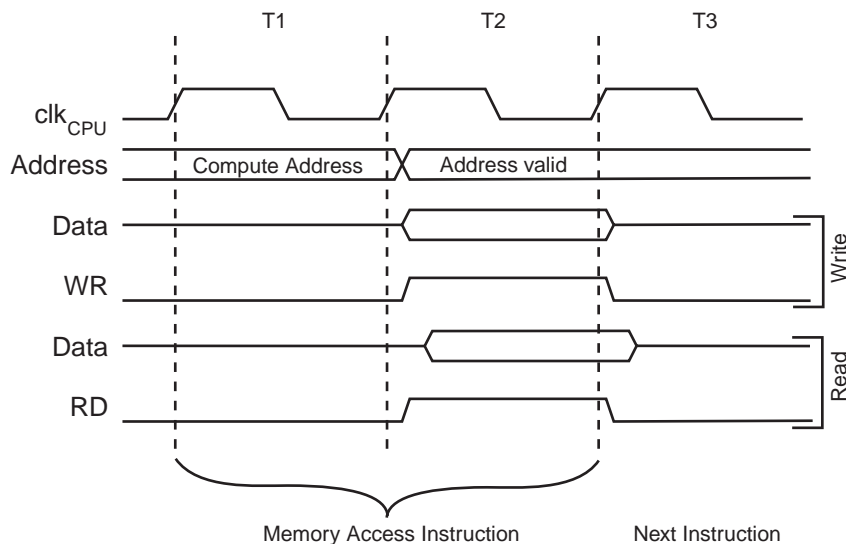 T1 T2 T3
clkCPU
Address Compute Address Address valid
Data
WR
Write
Data
RD
Read
Memory Access Instruction Next Instruction